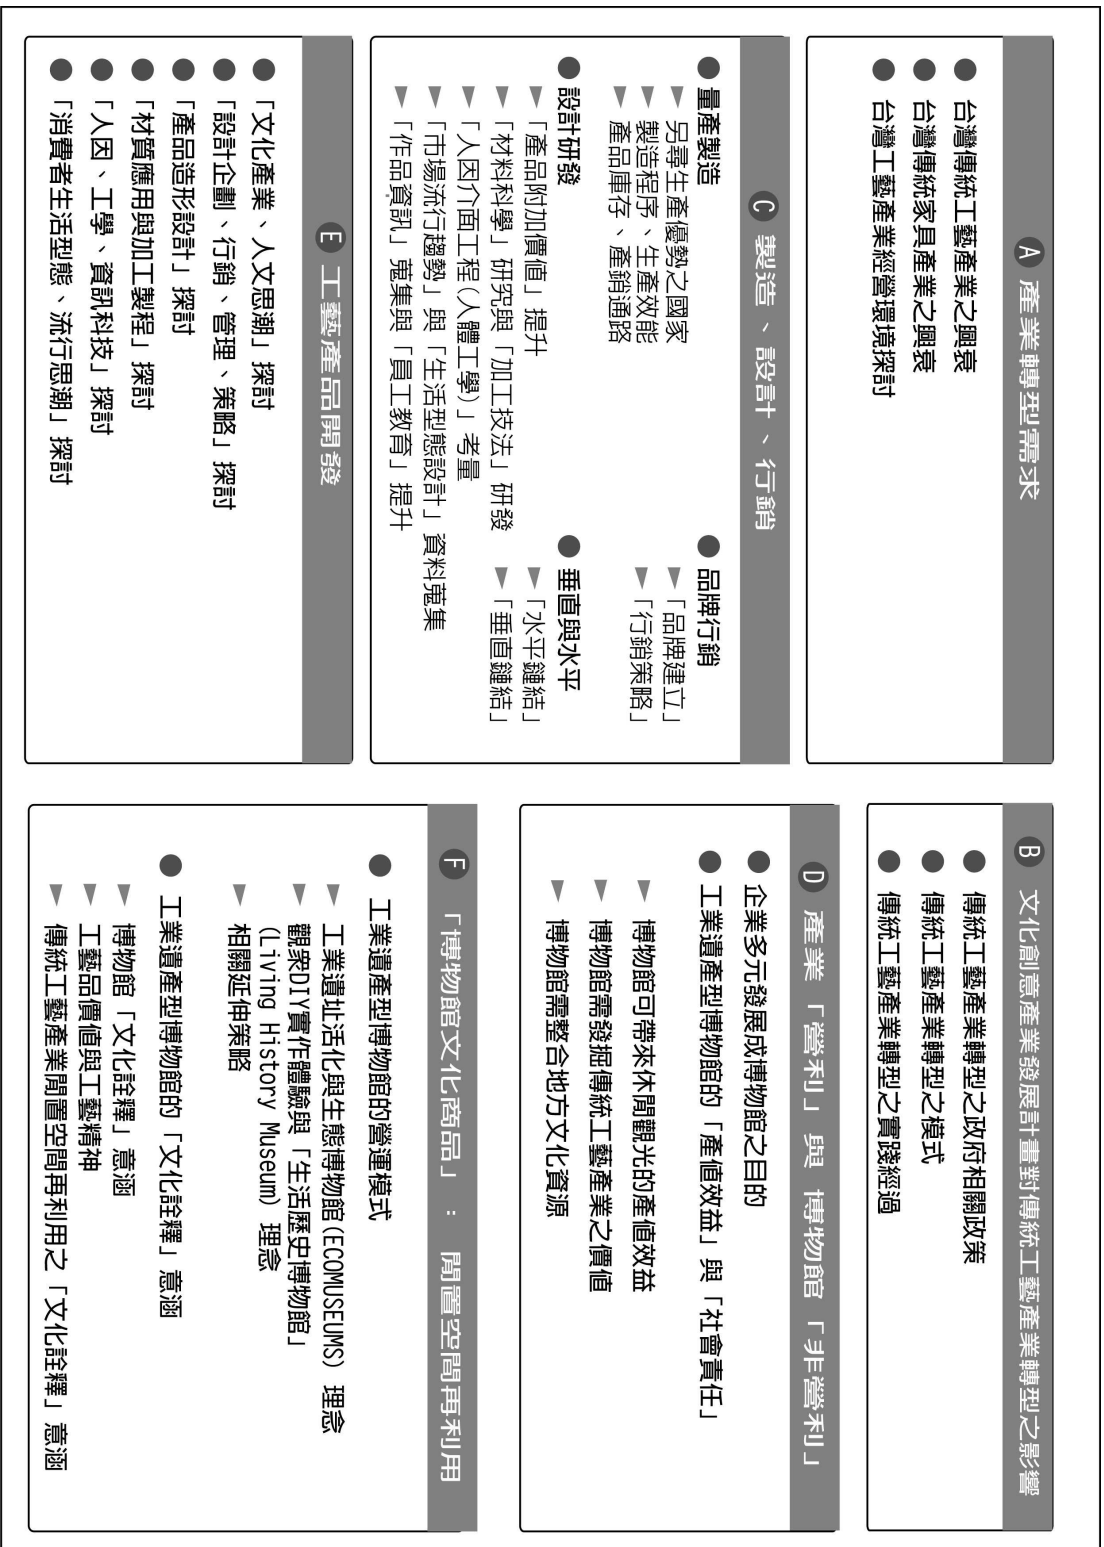 A 產業轉型需求
● 台灣傳統工藝產業之興衰
● 台灣傳統家具產業之興衰
● 台灣工藝產業經營環境探討
B 文化創意產業發展計畫對傳統工藝產業轉型之影響
● 傳統工藝產業轉型之政府相關政策
● 傳統工藝產業轉型之模式
● 傳統工藝產業轉型之實踐經過
C 製造、設計、行銷
● 量產製造
► 另尋生產優勢之國家
► 製造程序、生產效能
► 產品庫存、產銷通路
● 品牌行銷
► 「品牌建立」
► 「行銷策略」
● 設計研發
► 「產品附加價值」提升
► 「材料科學」研究與「加工技法」研發
► 「人因介面工程(人體工學)」考量
► 「市場流行趨勢」與「生活型態設計」資料蒐集
► 「作品資訊」蒐集與「員工教育」提升
● 垂直與水平
► 「水平鏈結」
► 「垂直鏈結」
D 產業「營利」與 博物館「非營利」
● 企業多元發展成博物館之目的
● 工業遺產型博物館的「產值效益」與「社會責任」
► 博物館可帶來休閒觀光的產值效益
► 博物館需發掘傳統工藝產業之價值
► 博物館需整合地方文化資源
E 工藝產品開發
● 「文化產業、人文思潮」探討
● 「設計企劃、行銷、管理、策略」探討
● 「產品造形設計」探討
● 「材質應用與加工製程」探討
● 「人因、工學、資訊科技」探討
● 「消費者生活型態、流行思潮」探討
F 「博物館文化商品」: 閒置空間再利用
● 工業遺產型博物館的營運模式
► 工業遺址活化與生態博物館(ECOMUSEUMS) 理念
► 觀眾DIY實作體驗與「生活歷史博物館」
(Living History Museum) 理念
► 相關延伸策略
● 工業遺產型博物館的「文化詮釋」意涵
► 博物館「文化詮釋」意涵
► 工藝品價值與工藝精神
► 傳統工藝產業閒置空間再利用之「文化詮釋」意涵